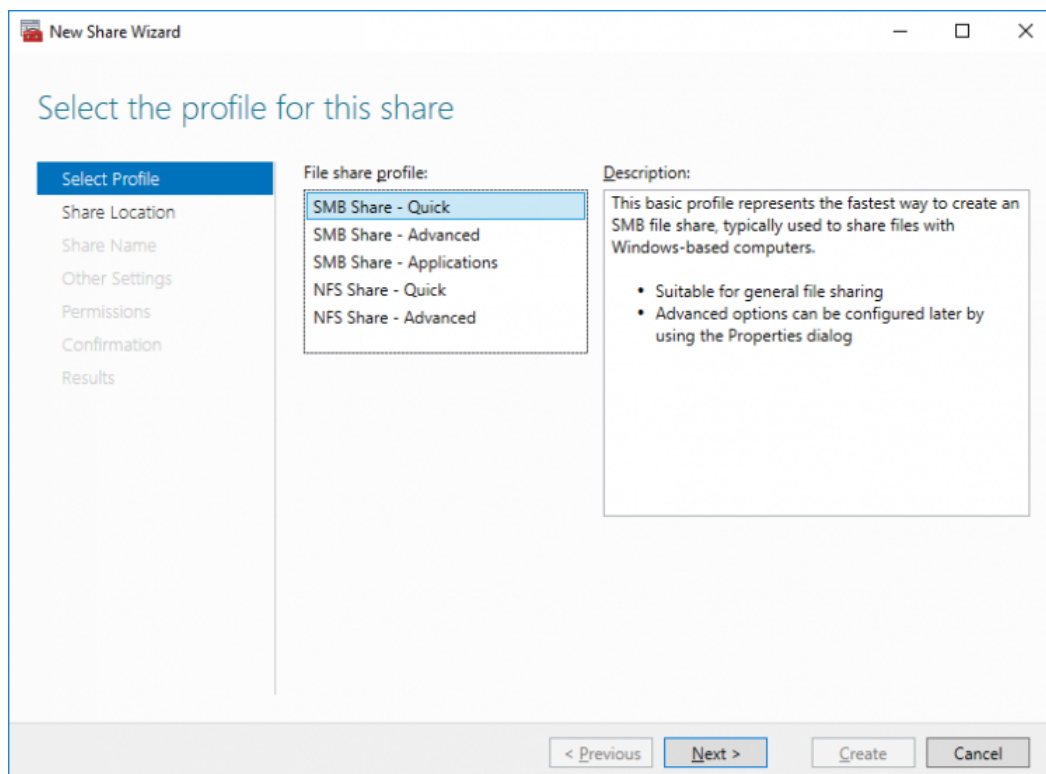 New Share Wizard
Select the profile for this share
Select Profile
Share Location
Share Name
Other Settings
Permissions
Confirmation
Results
File share profile:
SMB Share - Quick
SMB Share - Advanced
SMB Share - Applications
NFS Share - Quick
NFS Share - Advanced
Description:
This basic profile represents the fastest way to create an
SMB file share, typically used to share files with
Windows-based computers.
• Suitable for general file sharing
• Advanced options can be configured later by
using the Properties dialog
< Previous
Next >
Create
Cancel